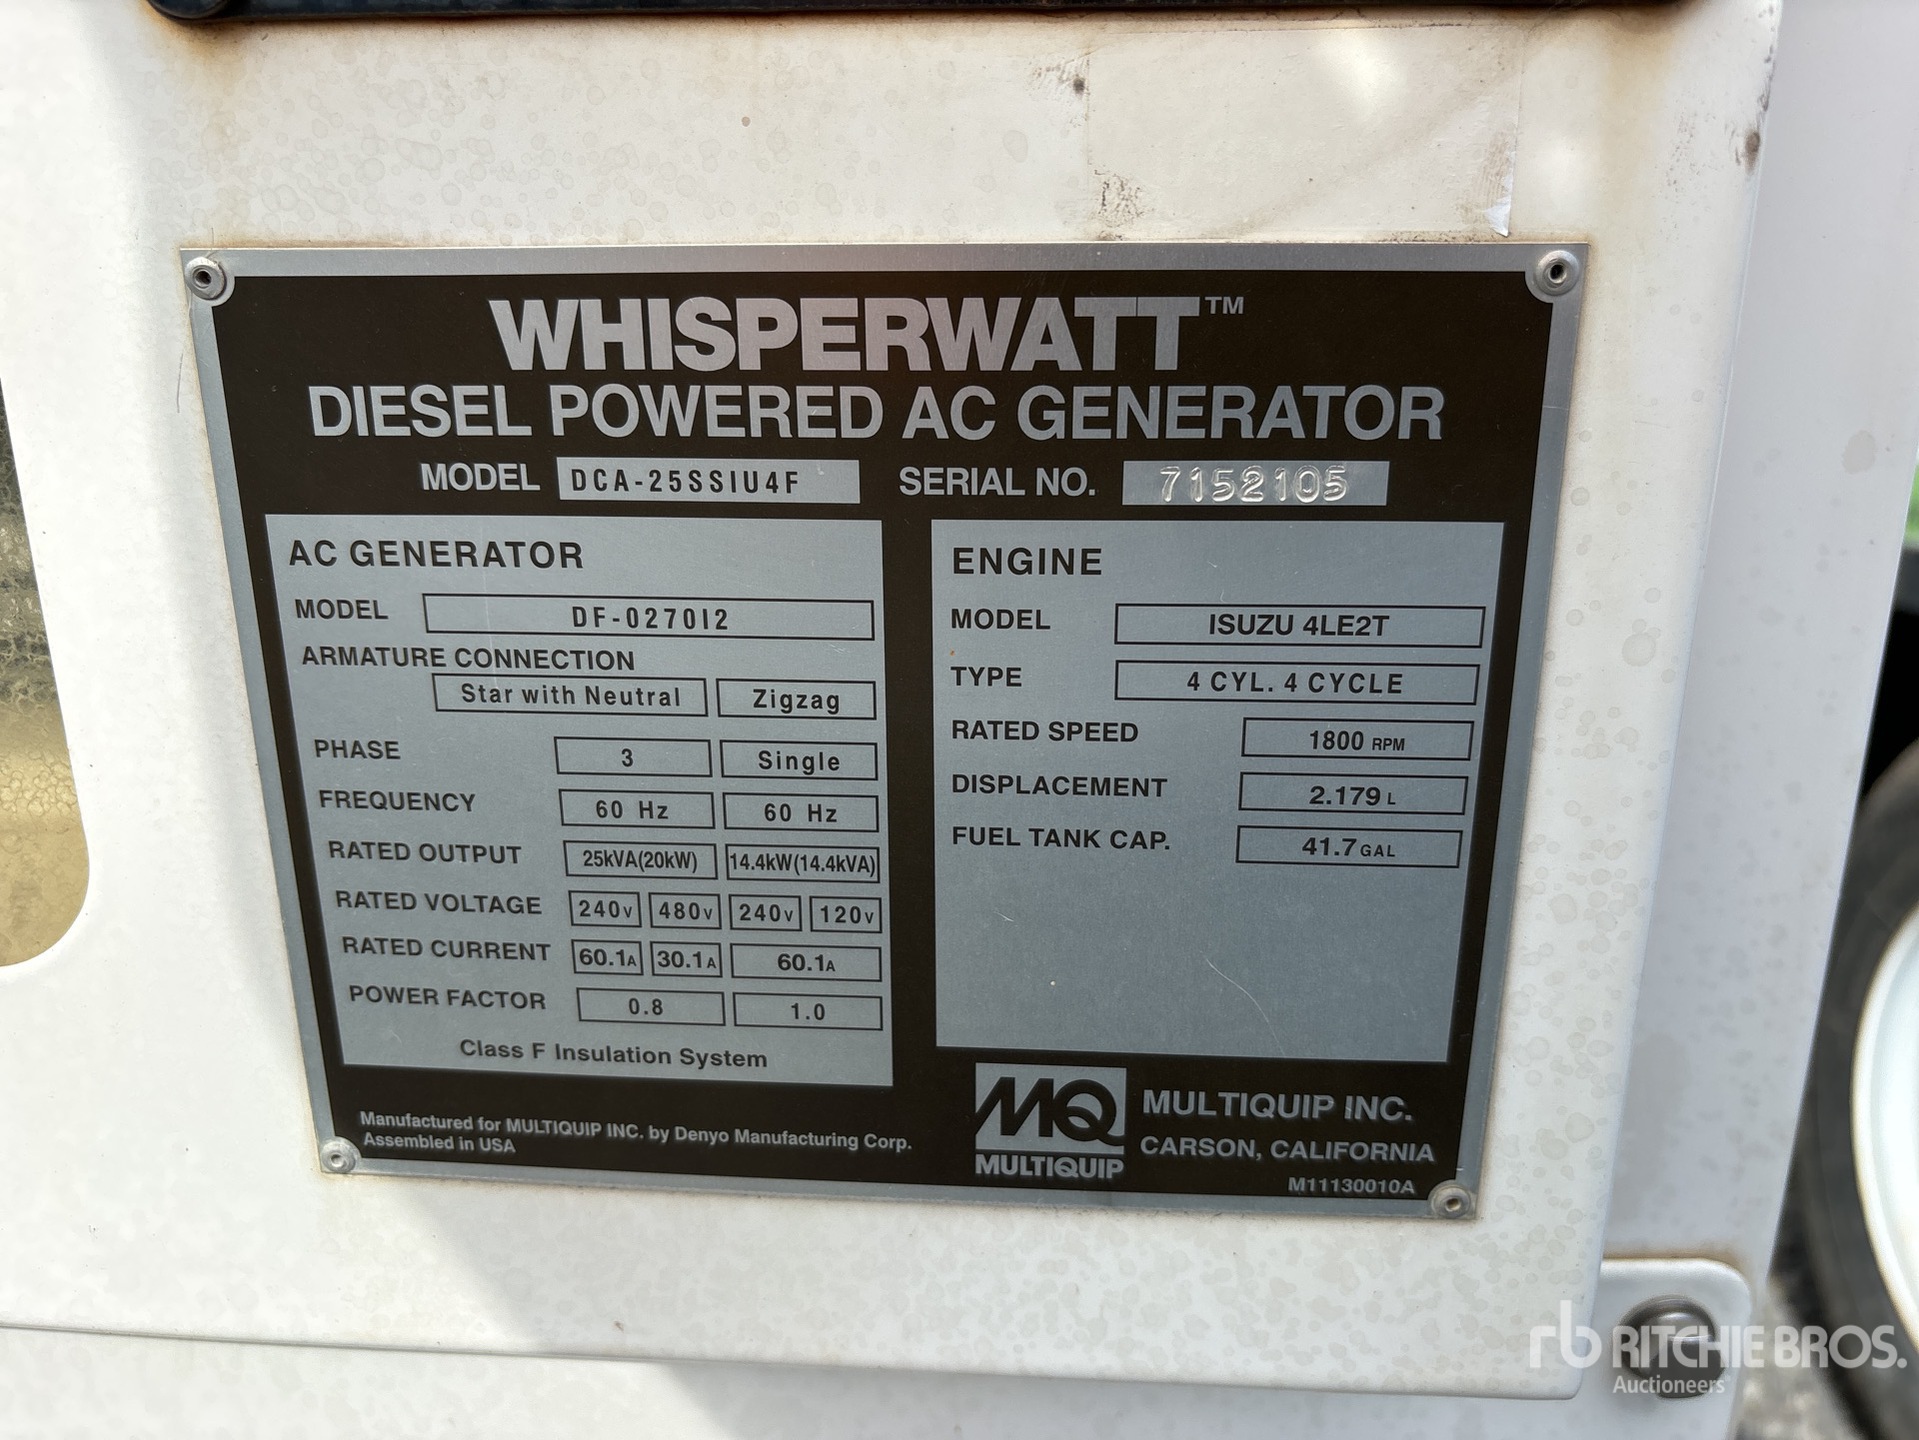 WHISPERWATT™
DIESEL POWERED AC GENERATOR
MODEL DCA-25SSIU4F SERIAL NO. 7152105
AC GENERATOR
MODEL DF-0270I2
ARMATURE CONNECTION
Star with Neutral Zigzag
PHASE 3 Single
FREQUENCY 60 Hz 60 Hz
RATED OUTPUT 25kVA(20kW) 14.4kW(14.4kVA)
RATED VOLTAGE 240V 480V 240V 120V
RATED CURRENT 60.1A 30.1A 60.1A
POWER FACTOR 0.8 1.0
Class F Insulation System
ENGINE
MODEL ISUZU 4LE2T
TYPE 4 CYL. 4 CYCLE
RATED SPEED 1800 RPM
DISPLACEMENT 2.179 L
FUEL TANK CAP. 41.7 GAL
Manufactured for MULTIQUIP INC. by Denyo Manufacturing Corp.
Assembled in USA
MQ
MULTIQUIP
MULTIQUIP INC.
CARSON, CALIFORNIA
M11130010A
rb RITCHIE BROS.
Auctioneers